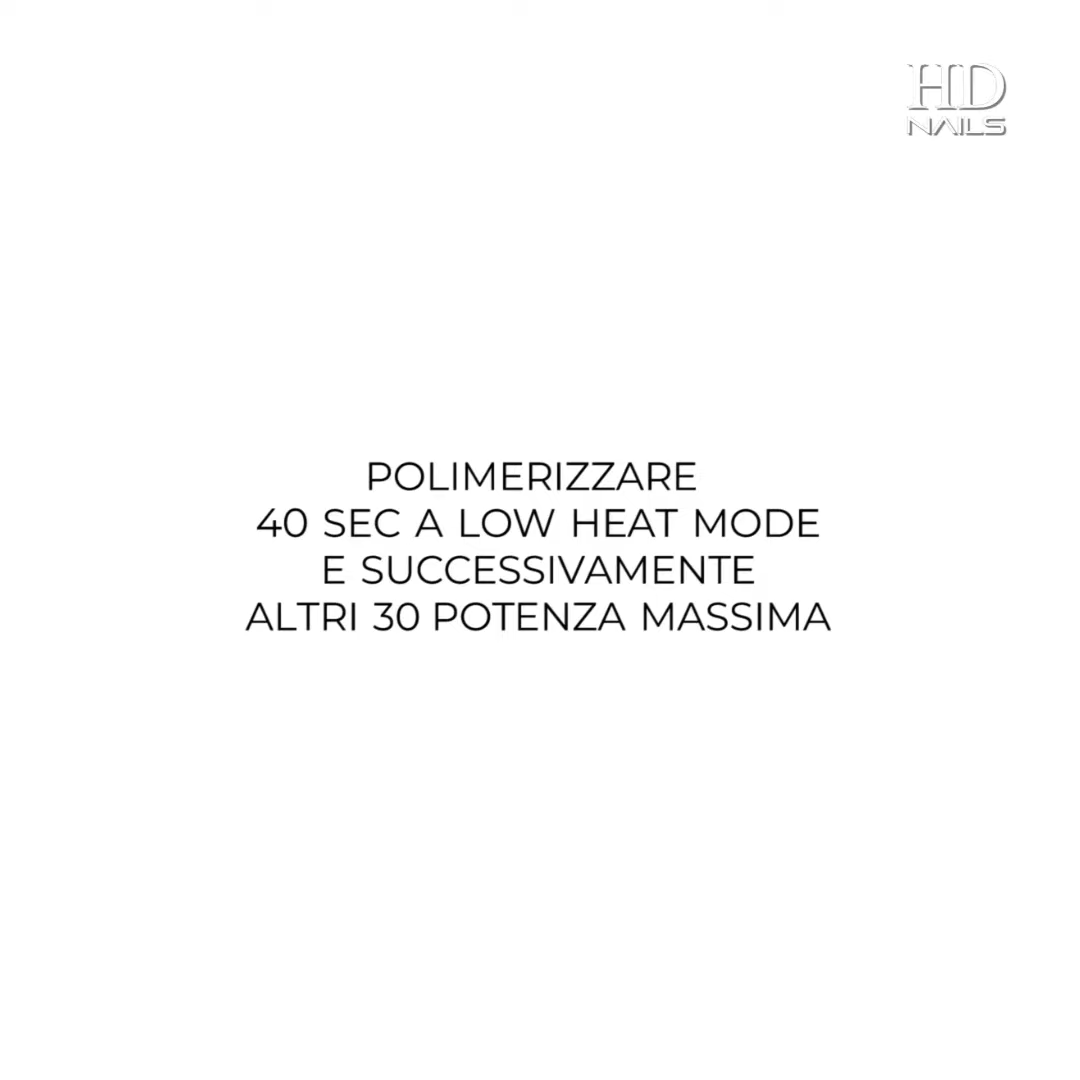 HD
NAILS
POLIMERIZZARE
40 SEC A LOW HEAT MODE
E SUCCESSIVAMENTE
ALTRI 30 POTENZA MASSIMA